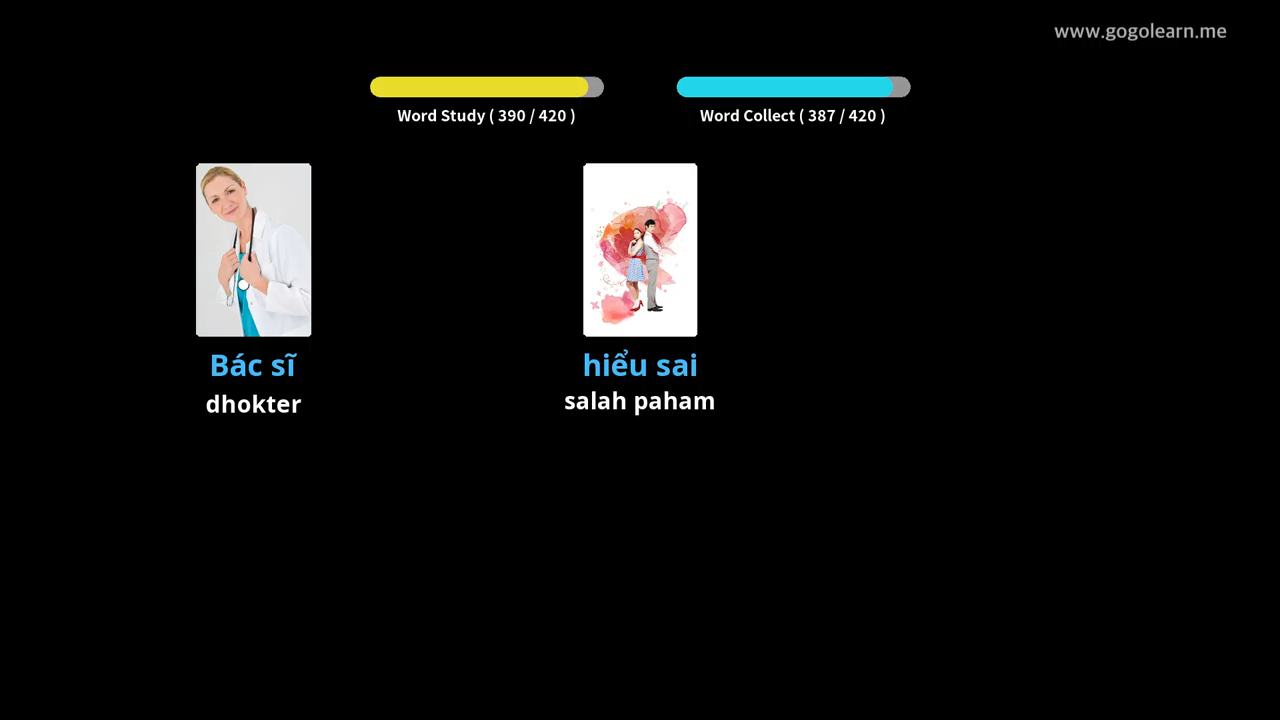 www.gogolearn.me
Word Study ( 390 / 420 )
Word Collect ( 387 / 420 )
Bác sĩ
dhokter
hiểu sai
salah paham